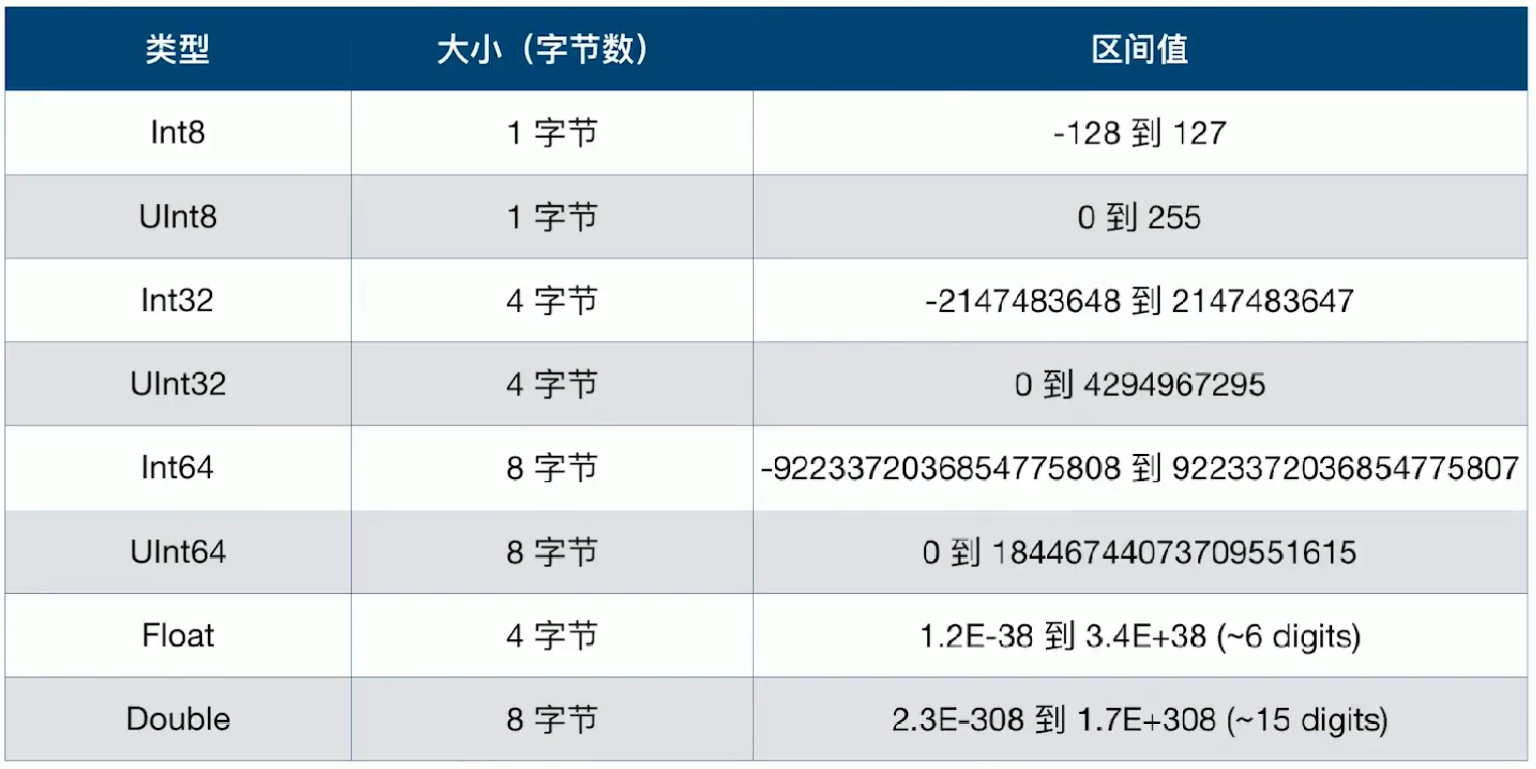 类型 大小（字节数） 区间值
Int8 1 字节 -128 到 127
UInt8 1 字节 0 到 255
Int32 4 字节 -2147483648 到 2147483647
UInt32 4 字节 0 到 4294967295
Int64 8 字节 -9223372036854775808 到 9223372036854775807
UInt64 8 字节 0 到 18446744073709551615
Float 4 字节 1.2E-38 到 3.4E+38 (~6 digits)
Double 8 字节 2.3E-308 到 1.7E+308 (~15 digits)